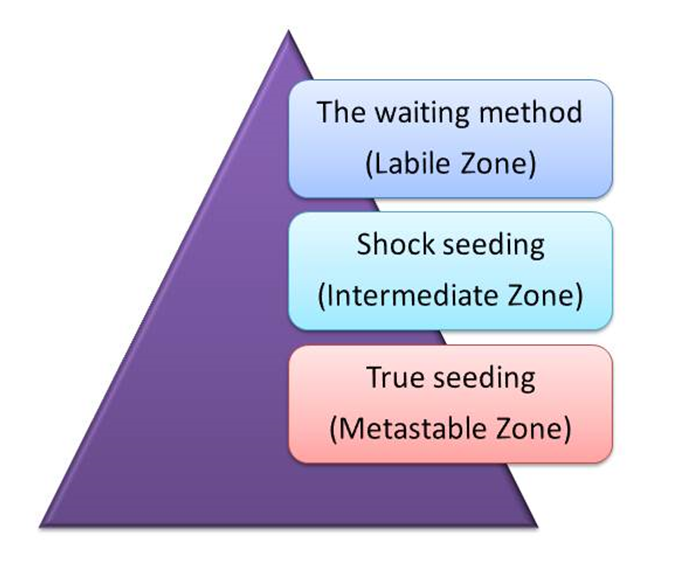 The waiting method
(Labile Zone)
Shock seeding
(Intermediate Zone)
True seeding
(Metastable Zone)